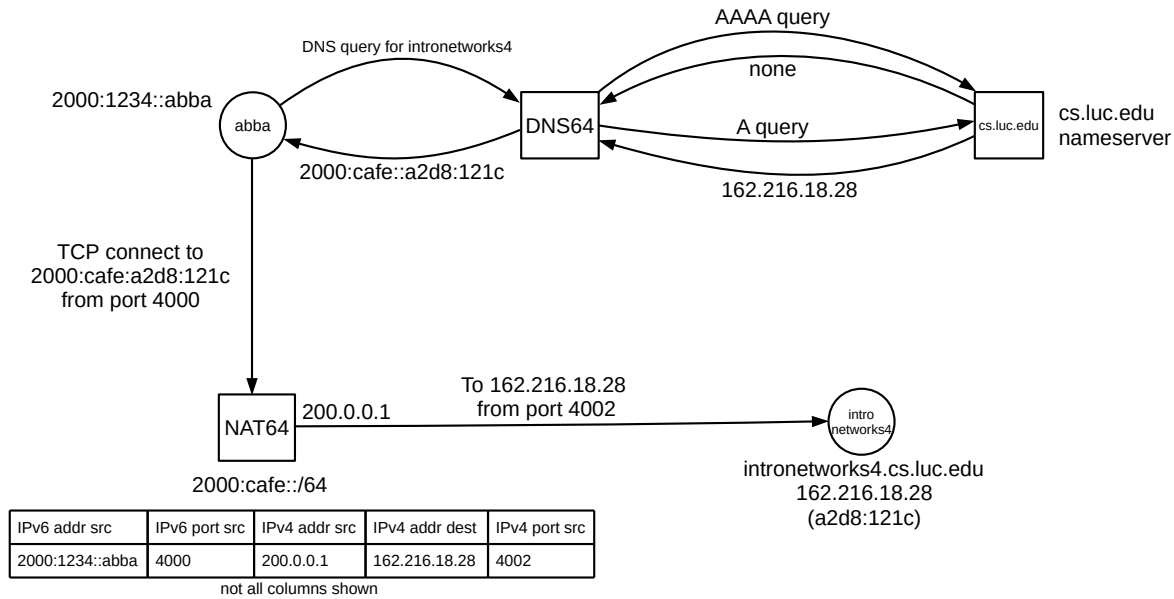 AAAA query
DNS query for intronetworks4
none
2000:1234::abba
abba
DNS64
A query
cs.luc.edu
cs.luc.edu
nameserver
2000:cafe::a2d8:121c
162.216.18.28
TCP connect to
2000:cafe:a2d8:121c
from port 4000
NAT64
200.0.0.1
To 162.216.18.28
from port 4002
intro
networks4
2000:cafe::/64
intronetworks4.cs.luc.edu
162.216.18.28
(a2d8:121c)
IPv6 addr src IPv6 port src IPv4 addr src IPv4 addr dest IPv4 port src
2000:1234::abba 4000 200.0.0.1 162.216.18.28 4002
not all columns shown